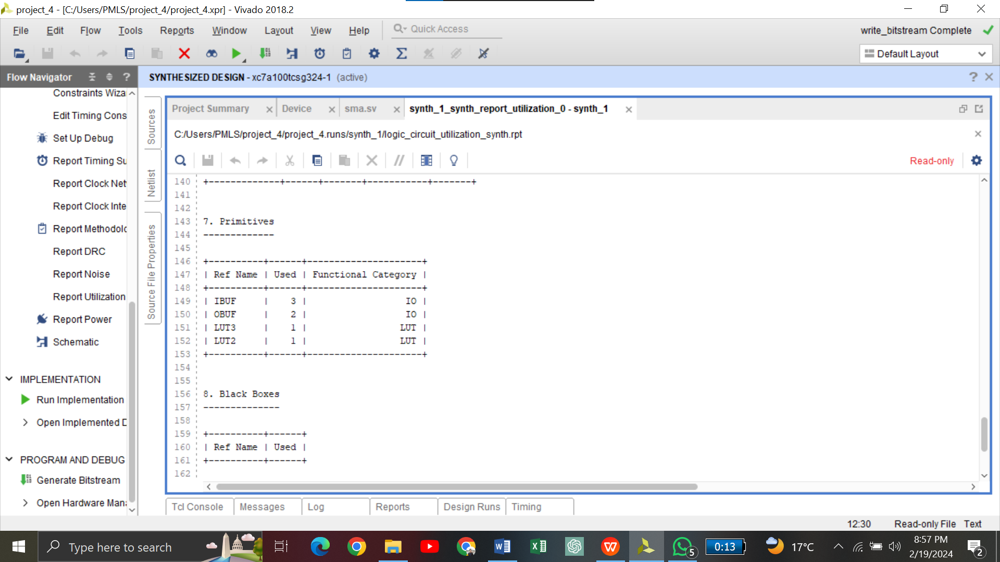 project_4 - [C:/Users/PMLS/project_4/project_4.xpr] - Vivado 2018.2
File Edit Flow Tools Reports Window Layout View Help Quick Access
write_bitstream Complete
Default Layout
Flow Navigator
SYNTHESIZED DESIGN - xc7a100tcsg324-1 (active)
Constraints Wiza
Edit Timing Cons
Set Up Debug
Report Timing Su
Report Clock Net
Report Clock Inte
Report Methodolo
Report DRC
Report Noise
Report Utilization
Report Power
Schematic
IMPLEMENTATION
Run Implementation
Open Implemented D
PROGRAM AND DEBUG
Generate Bitstream
Open Hardware Mana
Sources
Netlist
Source File Properties
Project Summary
Device
sma.sv
synth_1_synth_report_utilization_0 - synth_1
C:/Users/PMLS/project_4/project_4.runs/synth_1/logic_circuit_utilization_synth.rpt
Read-only
140 +-------------+------+-------+-----------+-------+
141
142
143 7. Primitives
144 -------------
145
146 +----------+------+---------------------+
147 | Ref Name | Used | Functional Category |
148 +----------+------+---------------------+
149 | IBUF     |    3 |                  IO |
150 | OBUF     |    2 |                  IO |
151 | LUT3     |    1 |                 LUT |
152 | LUT2     |    1 |                 LUT |
153 +----------+------+---------------------+
154
155
156 8. Black Boxes
157 --------------
158
159 +----------+------+
160 | Ref Name | Used |
161 +----------+------+
162
Tcl Console Messages Log Reports Design Runs Timing
12:30 Read-only File Text
Type here to search
5
0:13
17°C
8:57 PM
2/19/2024
2